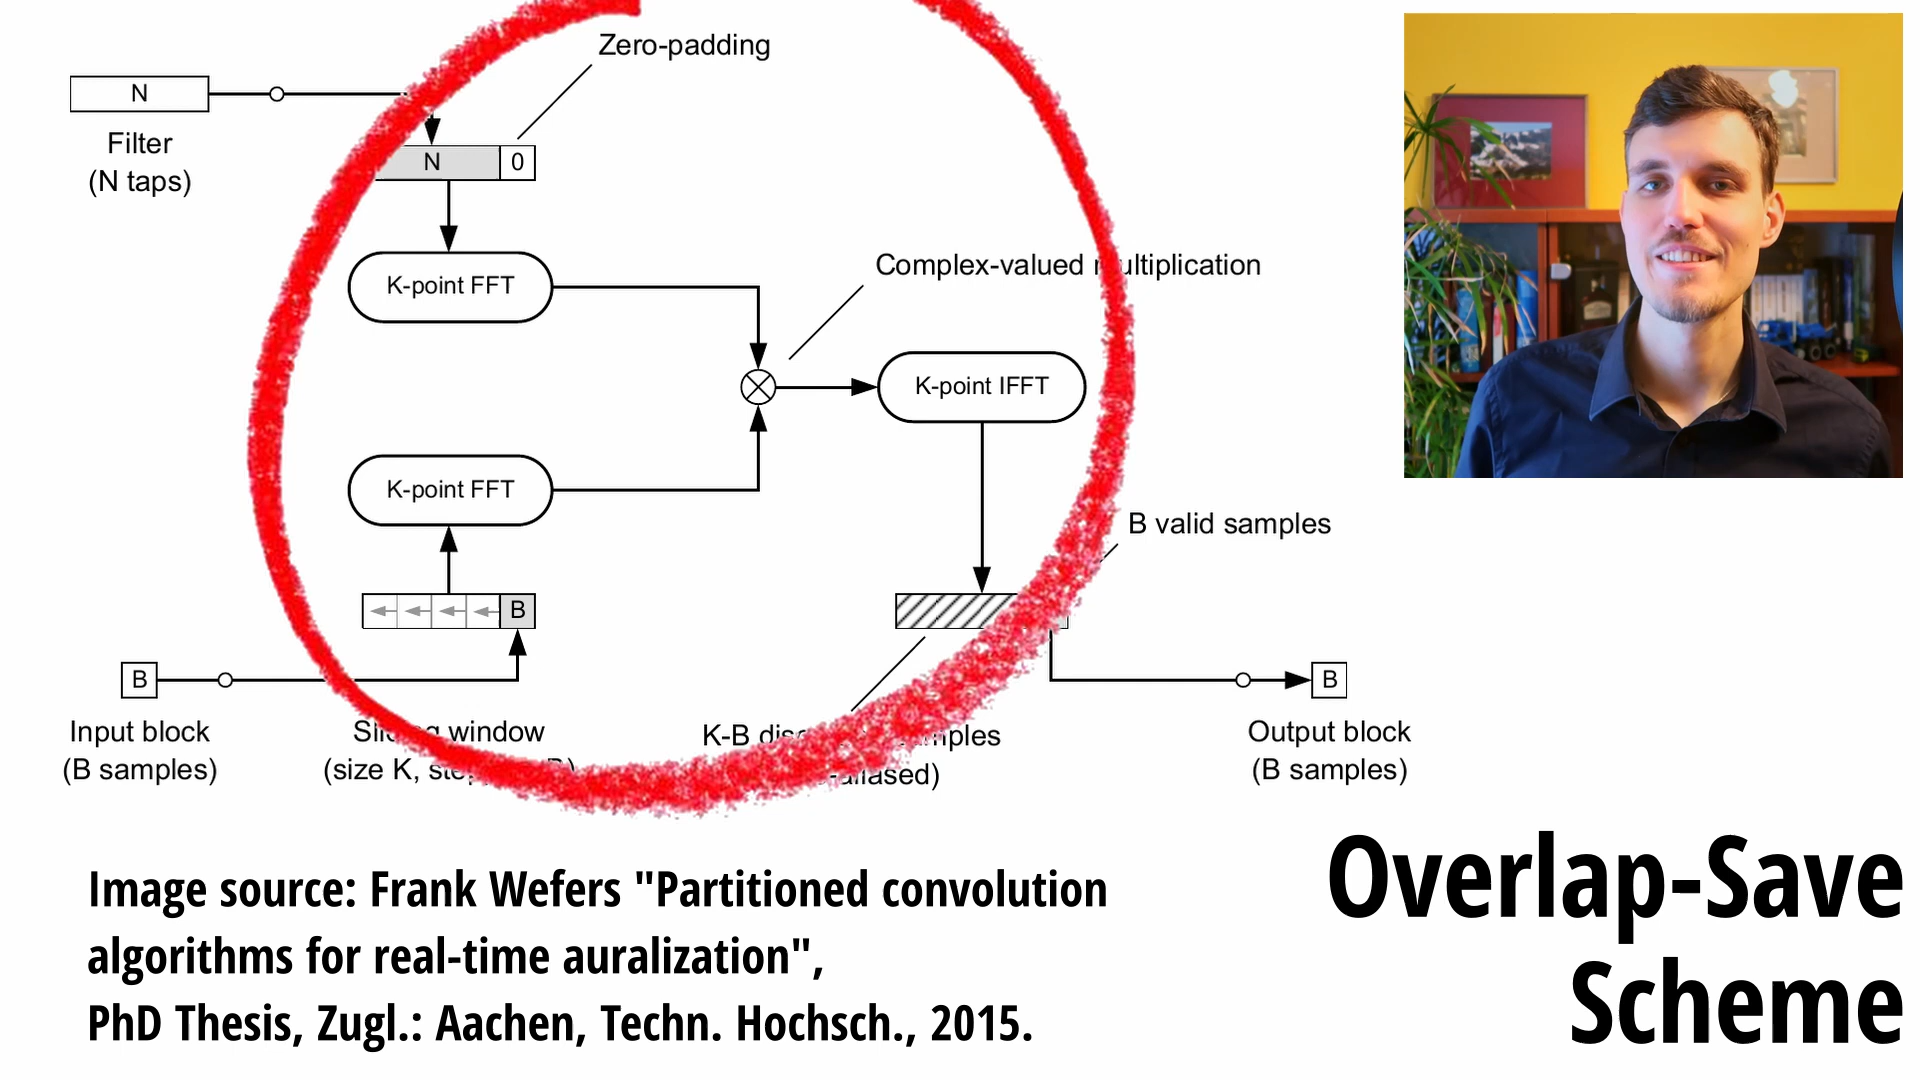 Zero-padding
N
Filter
(N taps)
N 0
K-point FFT
Complex-valued multiplication
K-point IFFT
K-point FFT
B valid samples
B
B
B
Input block
(B samples)
window
(size K,
K-B
Output block
(B samples)
Image source: Frank Wefers "Partitioned convolution
algorithms for real-time auralization",
PhD Thesis, Zugl.: Aachen, Techn. Hochsch., 2015.
Overlap-Save
Scheme